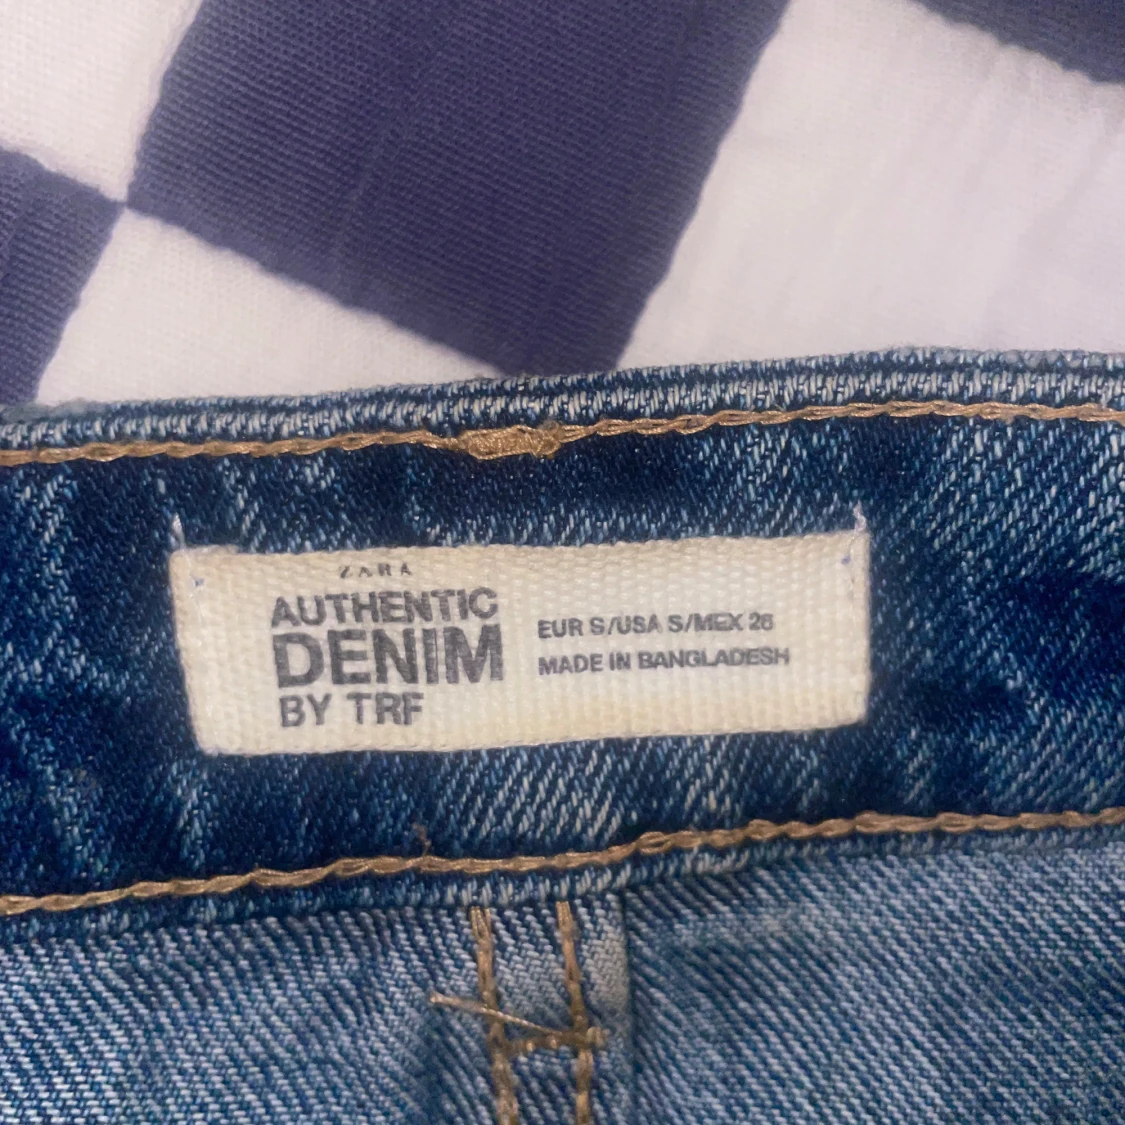 ZARA
AUTHENTIC
DENIM
BY TRF
EUR S/USA S/MEX 26
MADE IN BANGLADESH